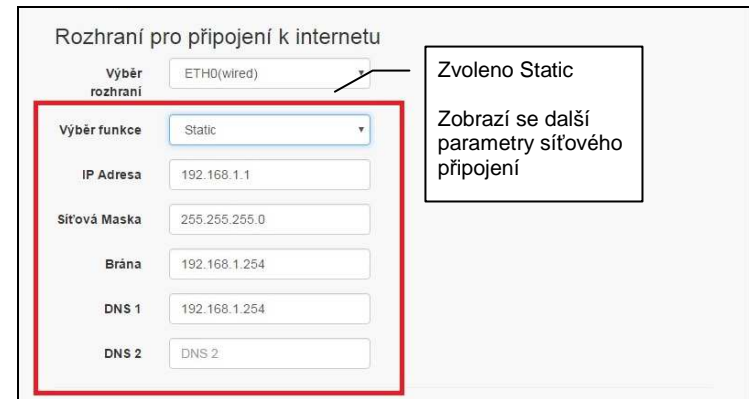 Rozhraní pro připojení k internetu
Výběr
rozhraní
ETH0(wired)
Zvoleno Static
Zobrazí se další
parametry síťového
připojení
Výběr funkce
Static
IP Adresa
192.168.1.1
Síťová Maska
255.255.255.0
Brána
192.168.1.254
DNS 1
192.168.1.254
DNS 2
DNS 2